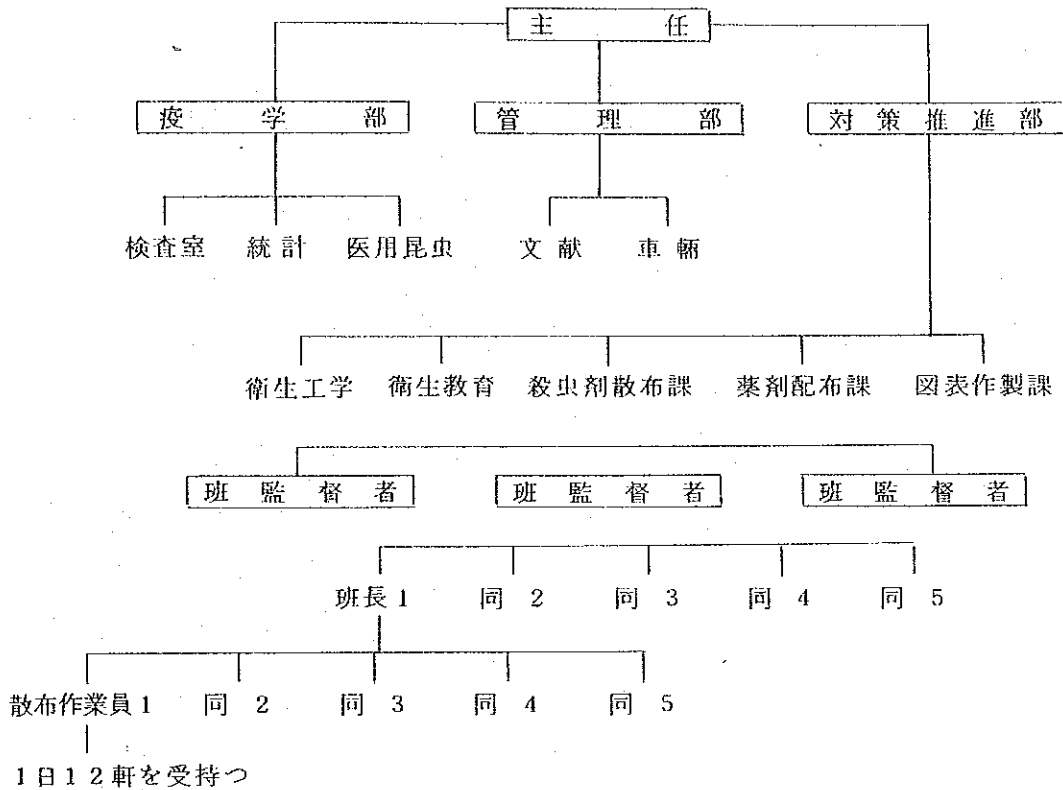 主任
疫学部 管理部 対策推進部
検査室 統計 医用昆虫 文献 車輛
衛生工学 衛生教育 殺虫剤散布課 薬剤配布課 図表作製課
班監督者 班監督者 班監督者
班長1 同2 同3 同4 同5
散布作業員1 同2 同3 同4 同5
1日12軒を受持つ